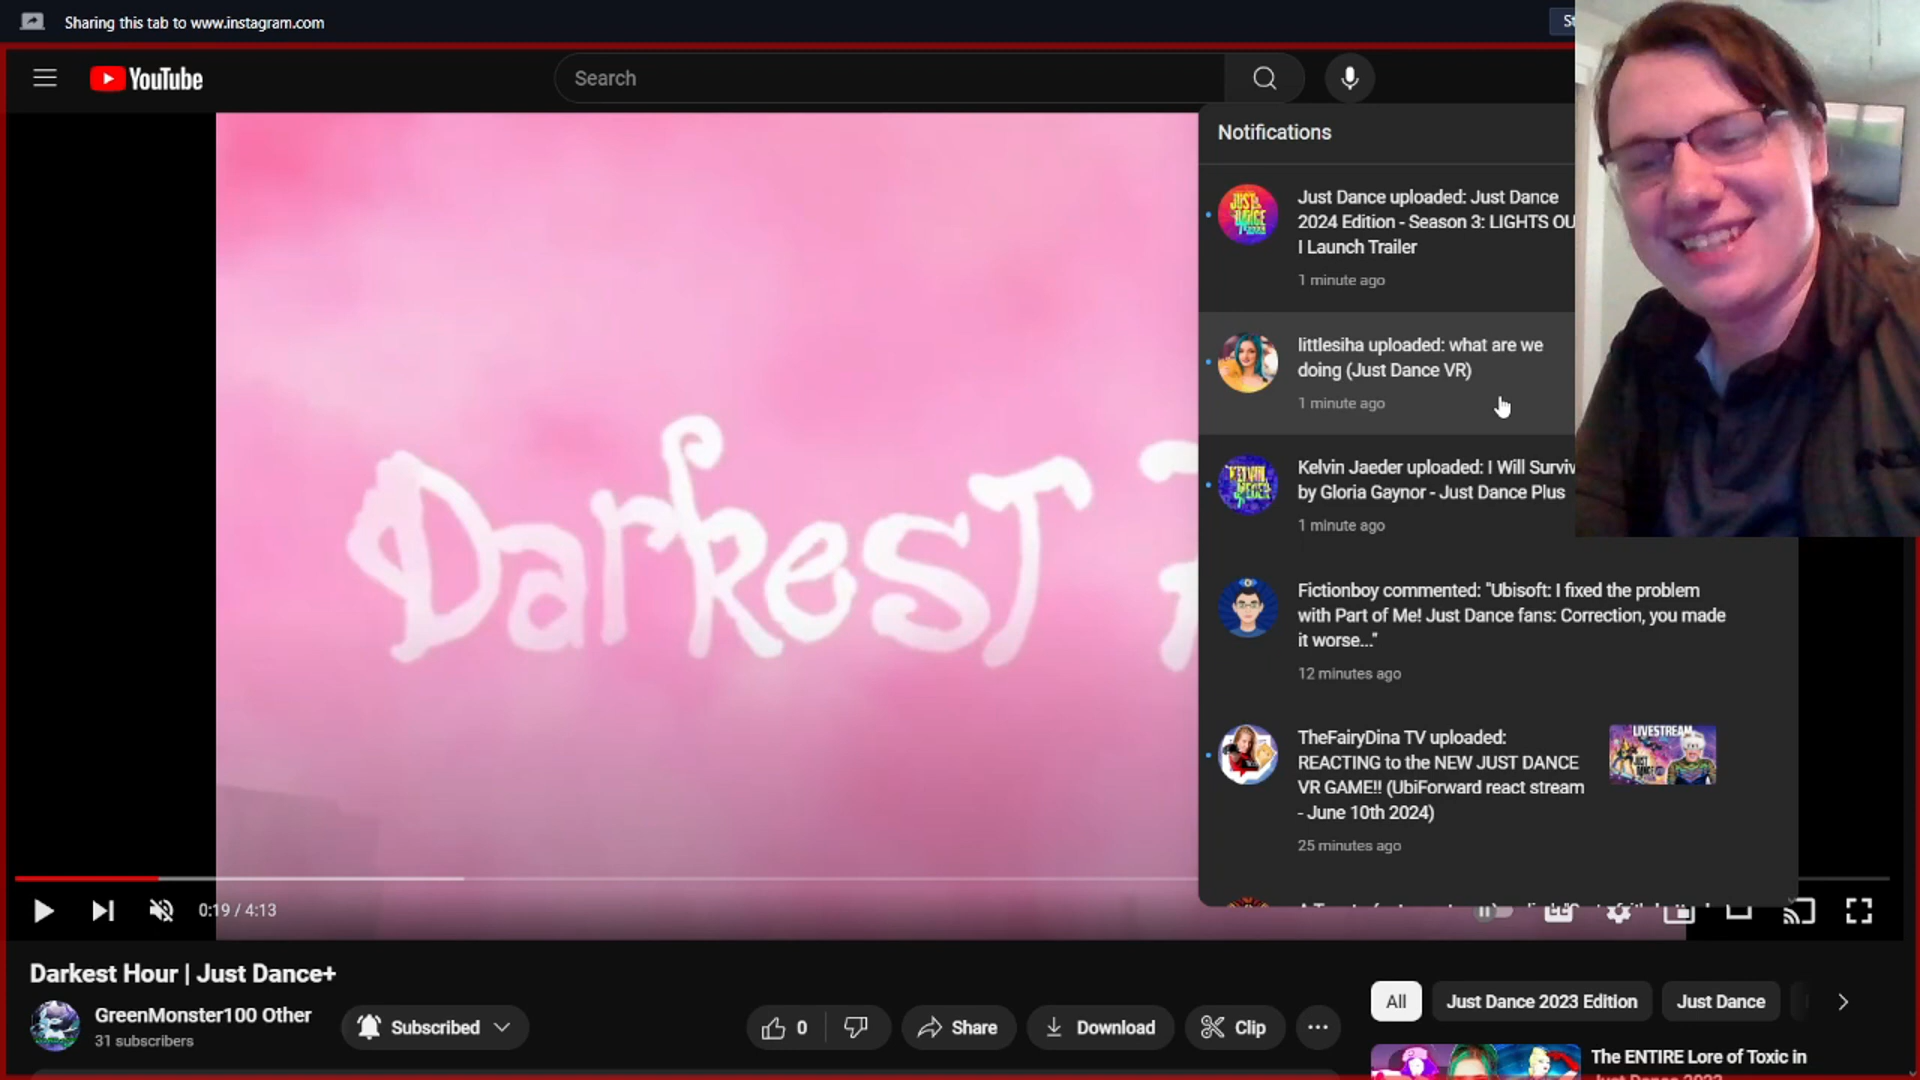 Sharing this tab to www.instagram.com
YouTube
Search
Notifications
Just Dance uploaded: Just Dance
2024 Edition - Season 3: LIGHTS OU
I Launch Trailer
1 minute ago
littlesiha uploaded: what are we
doing (Just Dance VR)
1 minute ago
Kelvin Jaeder uploaded: I Will Surviv
by Gloria Gaynor - Just Dance Plus
1 minute ago
Fictionboy commented: "Ubisoft: I fixed the problem
with Part of Me! Just Dance fans: Correction, you made
it worse..."
12 minutes ago
TheFairyDina TV uploaded:
REACTING to the NEW JUST DANCE
VR GAME!! (UbiForward react stream
- June 10th 2024)
25 minutes ago
LIVESTREAM
JUST DANCE
Darkest
0:19 / 4:13
Darkest Hour | Just Dance+
GreenMonster100 Other
31 subscribers
Subscribed
0
Share
Download
Clip
All
Just Dance 2023 Edition
Just Dance
The ENTIRE Lore of Toxic in
Just Dance 2023